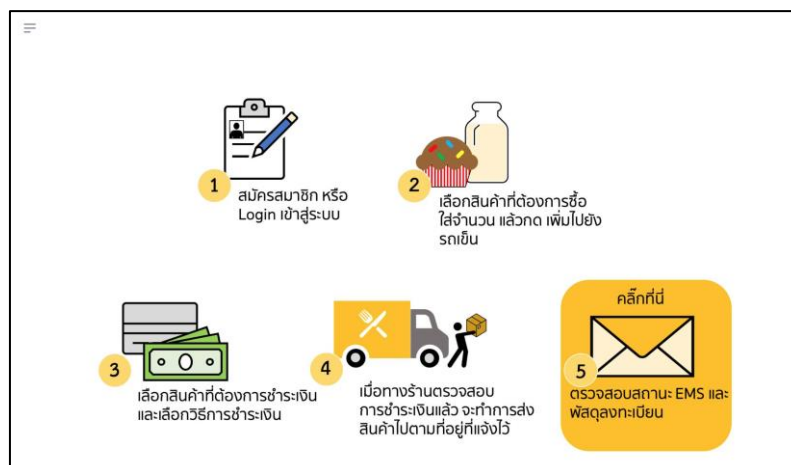 1
สมัครสมาชิก หรือ
Login เข้าสู่ระบบ
2
เลือกสินค้าที่ต้องการซื้อ
ใส่จำนวน แล้วกด เพิ่มไปยัง
รถเข็น
3
เลือกสินค้าที่ต้องการชำระเงิน
และเลือกวิธีการชำระเงิน
4
เมื่อทางร้านตรวจสอบ
การชำระเงินแล้ว จะทำการส่ง
สินค้าไปตามที่อยู่ที่แจ้งไว้
คลิ๊กที่นี่
5
ตรวจสอบสถานะ EMS และ
พัสดุลงทะเบียน